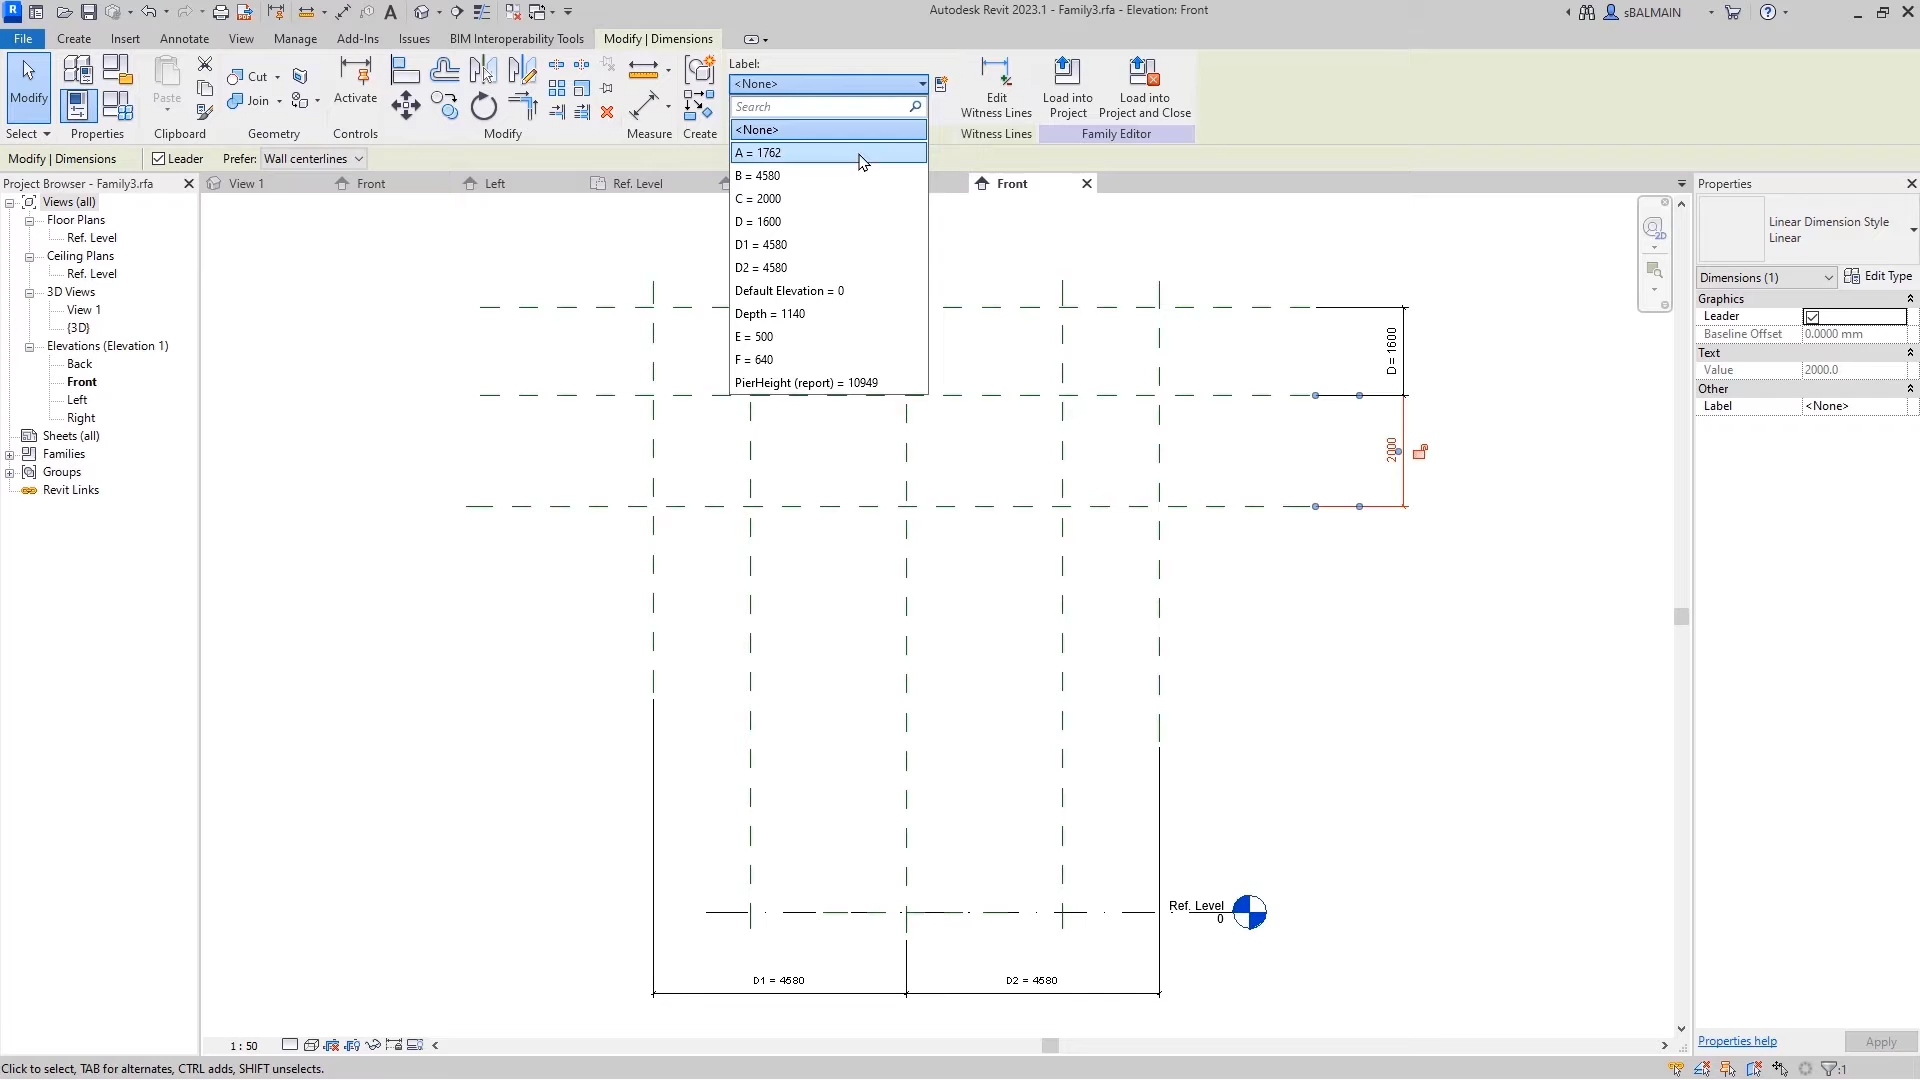 Autodesk Revit 2023.1 - Family3.rfa - Elevation: Front
sBALMAIN
File
Create
Insert
Annotate
View
Manage
Add-Ins
Issues
BIM Interoperability Tools
Modify | Dimensions
Modify
Paste
Cut
Join
Activate
Label:
<None>
Search
Edit
Witness Lines
Load into
Project
Load into
Project and Close
Select
Properties
Clipboard
Geometry
Controls
Modify
Measure
Create
Witness Lines
Family Editor
<None>
A = 1762
B = 4580
C = 2000
D = 1600
D1 = 4580
D2 = 4580
Default Elevation = 0
Depth = 1140
E = 500
F = 640
PierHeight (report) = 10949
Modify | Dimensions
Leader
Prefer:
Wall centerlines
Project Browser - Family3.rfa
Views (all)
Floor Plans
Ref. Level
Ceiling Plans
Ref. Level
3D Views
View 1
{3D}
Elevations (Elevation 1)
Back
Front
Left
Right
Sheets (all)
Families
Groups
Revit Links
View 1
Front
Left
Ref. Level
Front
2D
D = 1600
2000
Ref. Level
0
D1 = 4580
D2 = 4580
Properties
Linear Dimension Style
Linear
Dimensions (1)
Edit Type
Graphics
Leader
Baseline Offset
0.0000 mm
Text
Value
2000.0
Other
Label
<None>
Properties help
Apply
1 : 50
Click to select, TAB for alternates, CTRL adds, SHIFT unselects.
:1